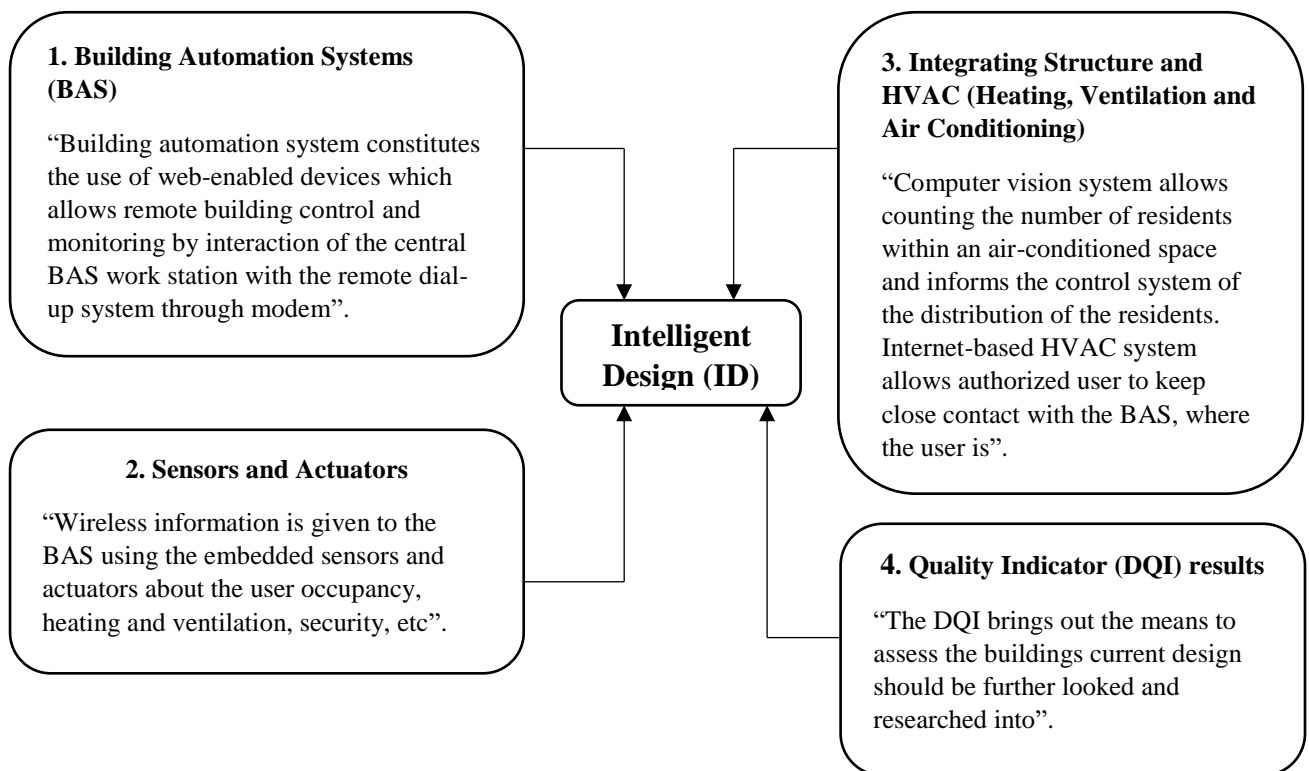 1. Building Automation Systems
(BAS)
“Building automation system constitutes
the use of web-enabled devices which
allows remote building control and
monitoring by interaction of the central
BAS work station with the remote dial-
up system through modem”.
2. Sensors and Actuators
“Wireless information is given to the
BAS using the embedded sensors and
actuators about the user occupancy,
heating and ventilation, security, etc”.
Intelligent
Design (ID)
3. Integrating Structure and
HVAC (Heating, Ventilation and
Air Conditioning)
“Computer vision system allows
counting the number of residents
within an air-conditioned space
and informs the control system of
the distribution of the residents.
Internet-based HVAC system
allows authorized user to keep
close contact with the BAS, where
the user is”.
4. Quality Indicator (DQI) results
“The DQI brings out the means to
assess the buildings current design
should be further looked and
researched into”.